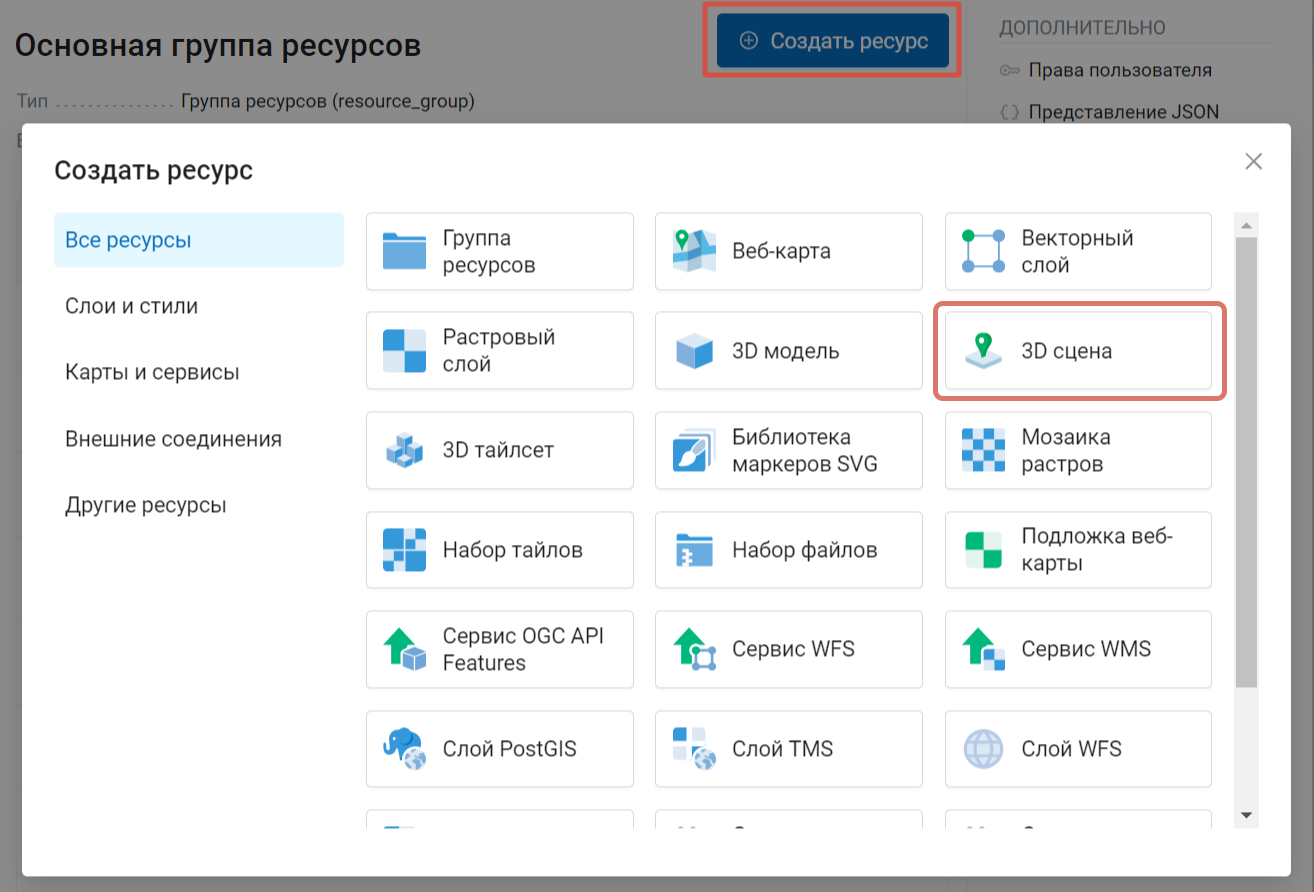 Основная группа ресурсов
Создать ресурс
ДОПОЛНИТЕЛЬНО
Права пользователя
Тип ............... Группа ресурсов (resource_group)
Представление JSON
Создать ресурс
Все ресурсы
Слои и стили
Карты и сервисы
Внешние соединения
Другие ресурсы
Группа
ресурсов
Веб-карта
Векторный
слой
Растровый
слой
3D модель
3D сцена
3D тайлсет
Библиотека
маркеров SVG
Мозаика
растров
Набор тайлов
Набор файлов
Подложка веб-
карты
Сервис OGC API
Features
Сервис WFS
Сервис WMS
Слой PostGIS
Слой TMS
Слой WFS